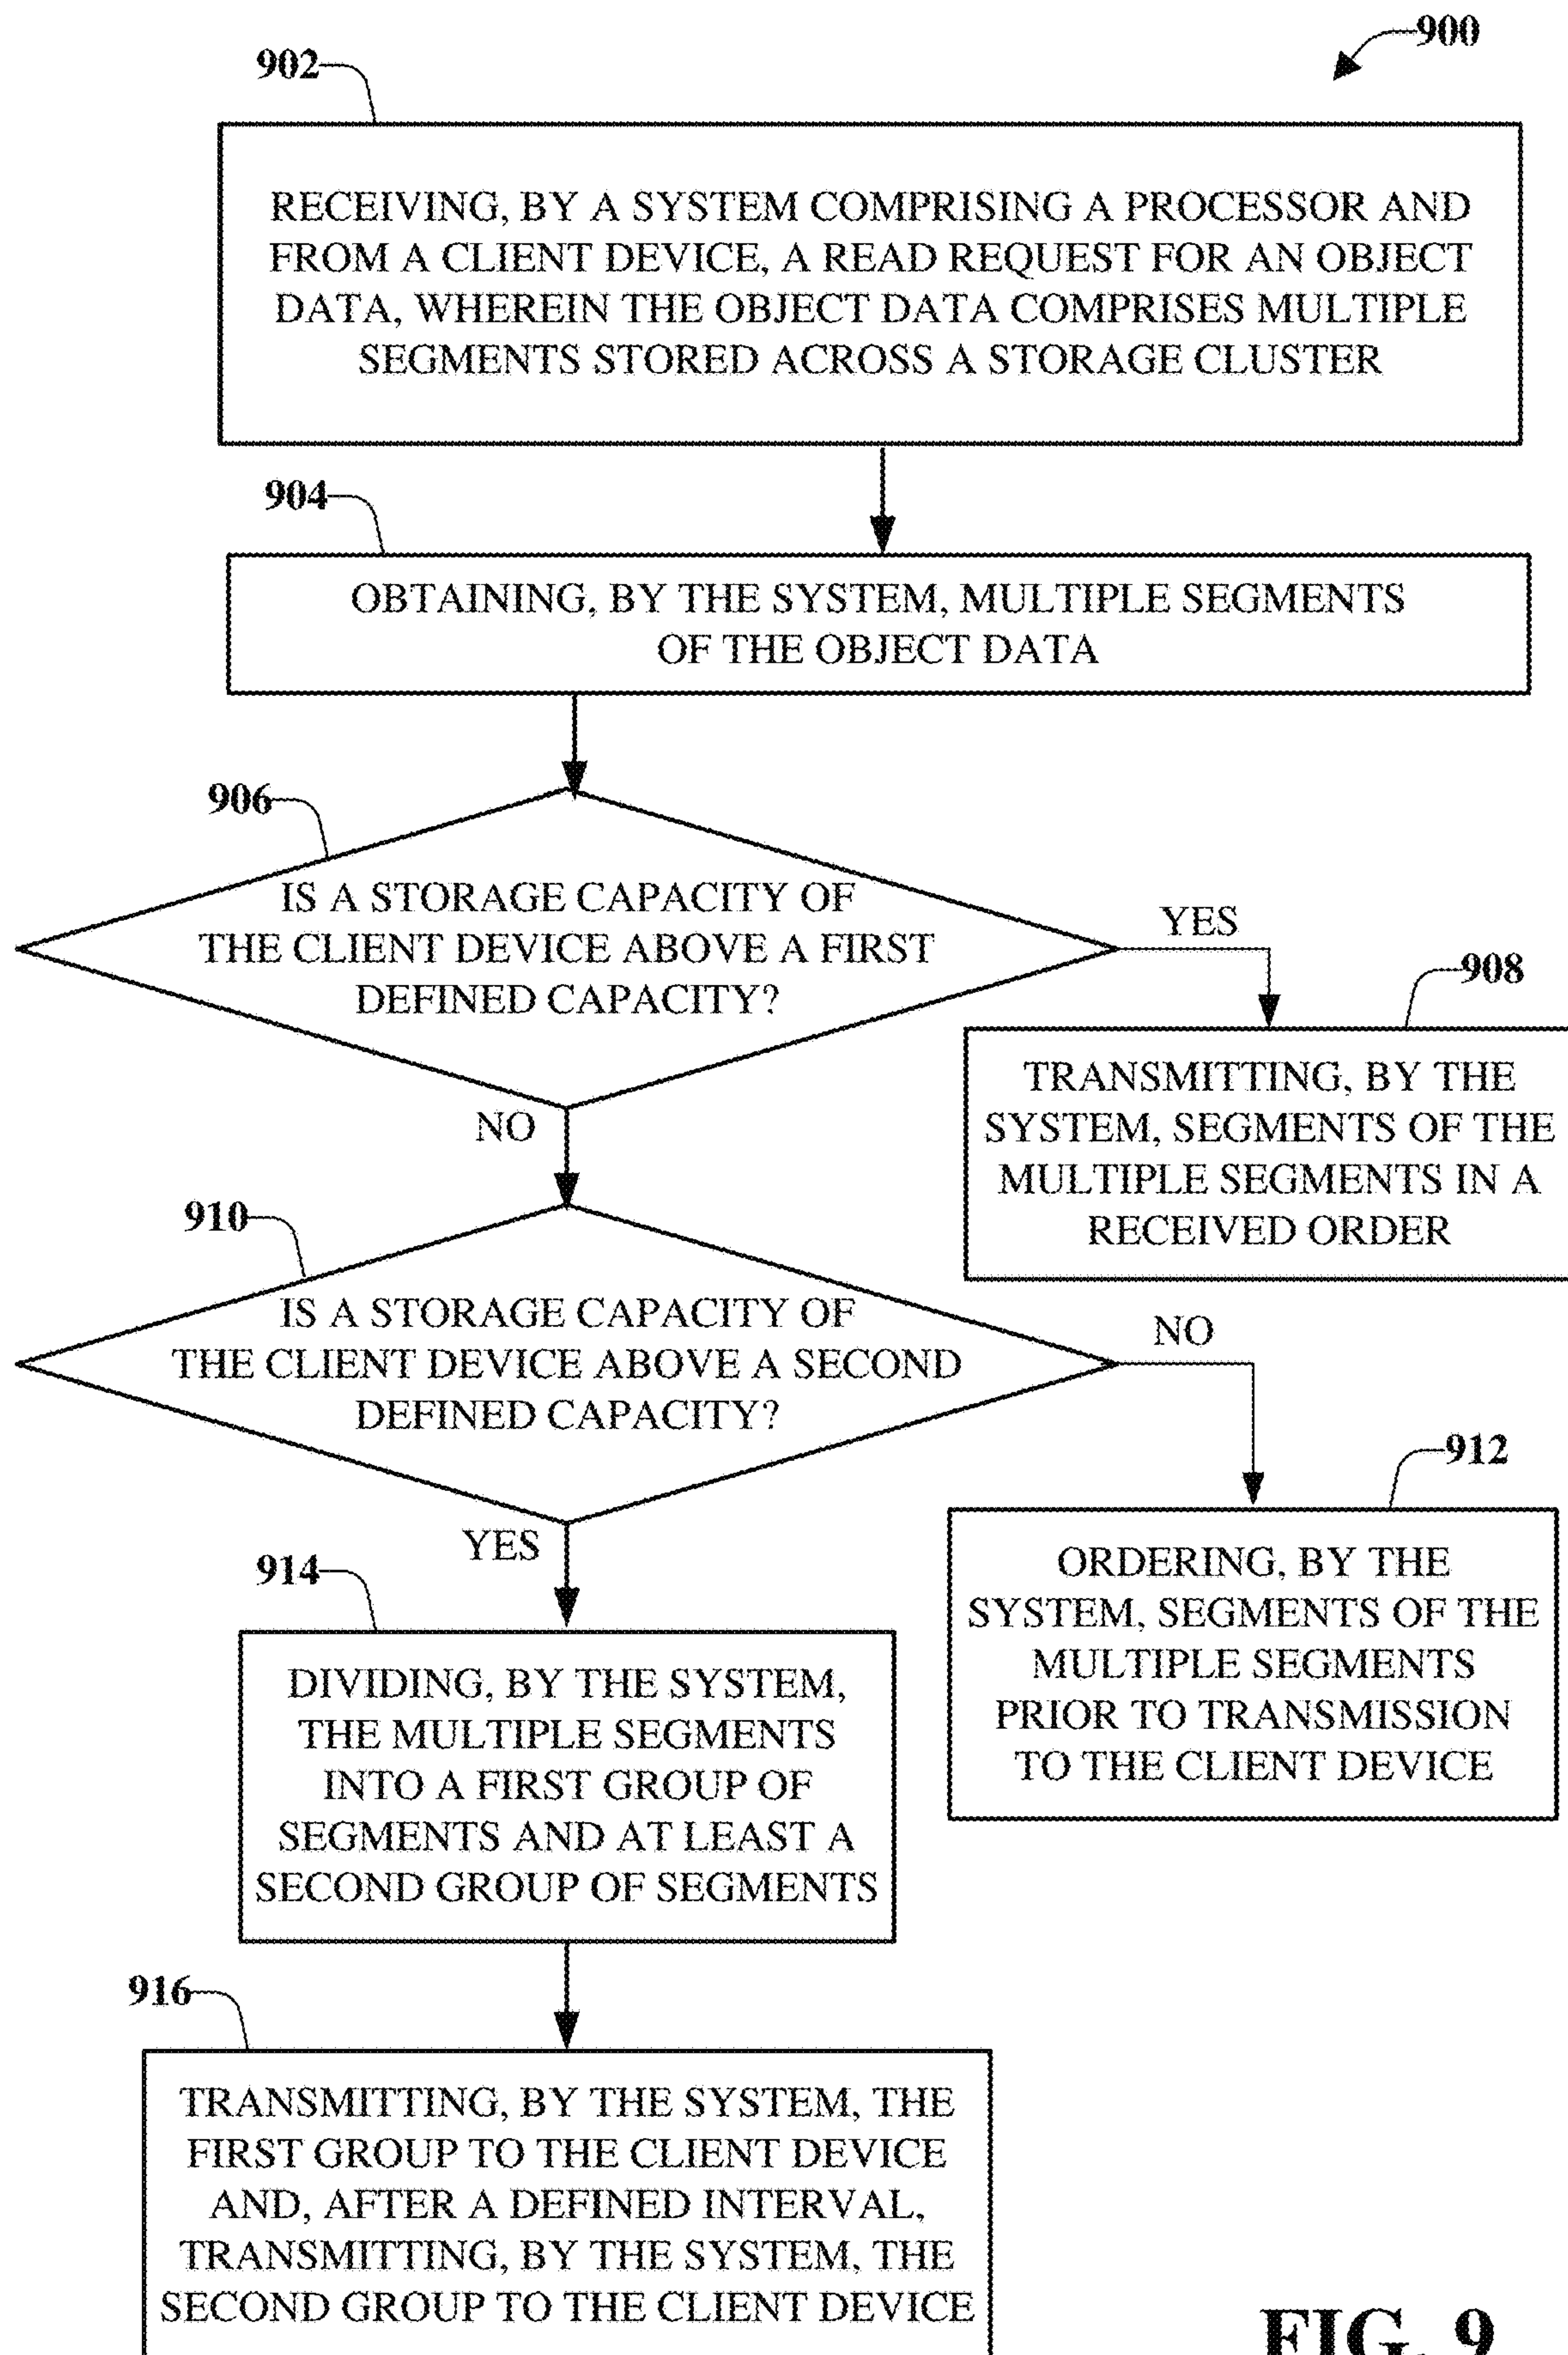 900
902
RECEIVING, BY A SYSTEM COMPRISING A PROCESSOR AND
FROM A CLIENT DEVICE, A READ REQUEST FOR AN OBJECT
DATA, WHEREIN THE OBJECT DATA COMPRISES MULTIPLE
SEGMENTS STORED ACROSS A STORAGE CLUSTER
904
OBTAINING, BY THE SYSTEM, MULTIPLE SEGMENTS
OF THE OBJECT DATA
906
IS A STORAGE CAPACITY OF
THE CLIENT DEVICE ABOVE A FIRST
DEFINED CAPACITY?
YES
908
TRANSMITTING, BY THE
SYSTEM, SEGMENTS OF THE
MULTIPLE SEGMENTS IN A
RECEIVED ORDER
NO
910
IS A STORAGE CAPACITY OF
THE CLIENT DEVICE ABOVE A SECOND
DEFINED CAPACITY?
NO
912
ORDERING, BY THE
SYSTEM, SEGMENTS OF THE
MULTIPLE SEGMENTS
PRIOR TO TRANSMISSION
TO THE CLIENT DEVICE
YES
914
DIVIDING, BY THE SYSTEM,
THE MULTIPLE SEGMENTS
INTO A FIRST GROUP OF
SEGMENTS AND AT LEAST A
SECOND GROUP OF SEGMENTS
916
TRANSMITTING, BY THE SYSTEM, THE
FIRST GROUP TO THE CLIENT DEVICE
AND, AFTER A DEFINED INTERVAL,
TRANSMITTING, BY THE SYSTEM, THE
SECOND GROUP TO THE CLIENT DEVICE
FIG. 9